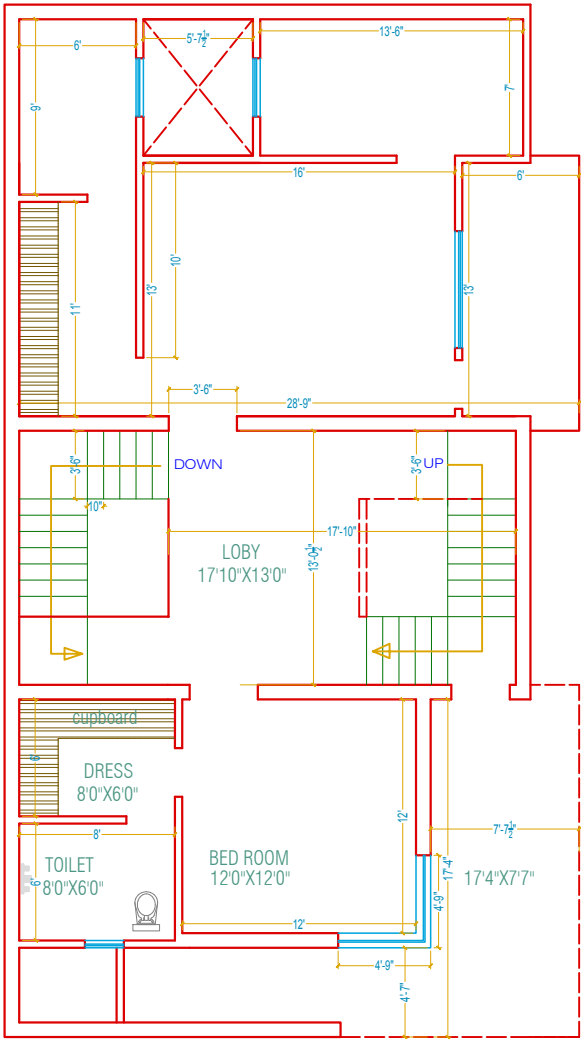 6'
5'-7½"
13'-6"
9'
7'
16'
6'
10'
13'
13'
11'
3'-6"
28'-9"
3'-6"
DOWN
3'-6"
UP
10"
17'-10"
LOBY
17'10"X13'0"
13'-0½"
cupboard
6'
DRESS
8'0"X6'0"
12'
8'
7'-7½"
TOILET
8'0"X6'0"
6'
BED ROOM
12'0"X12'0"
17'-4"
17'4"X7'7"
4'-9"
12'
4'-9"
4'-7"